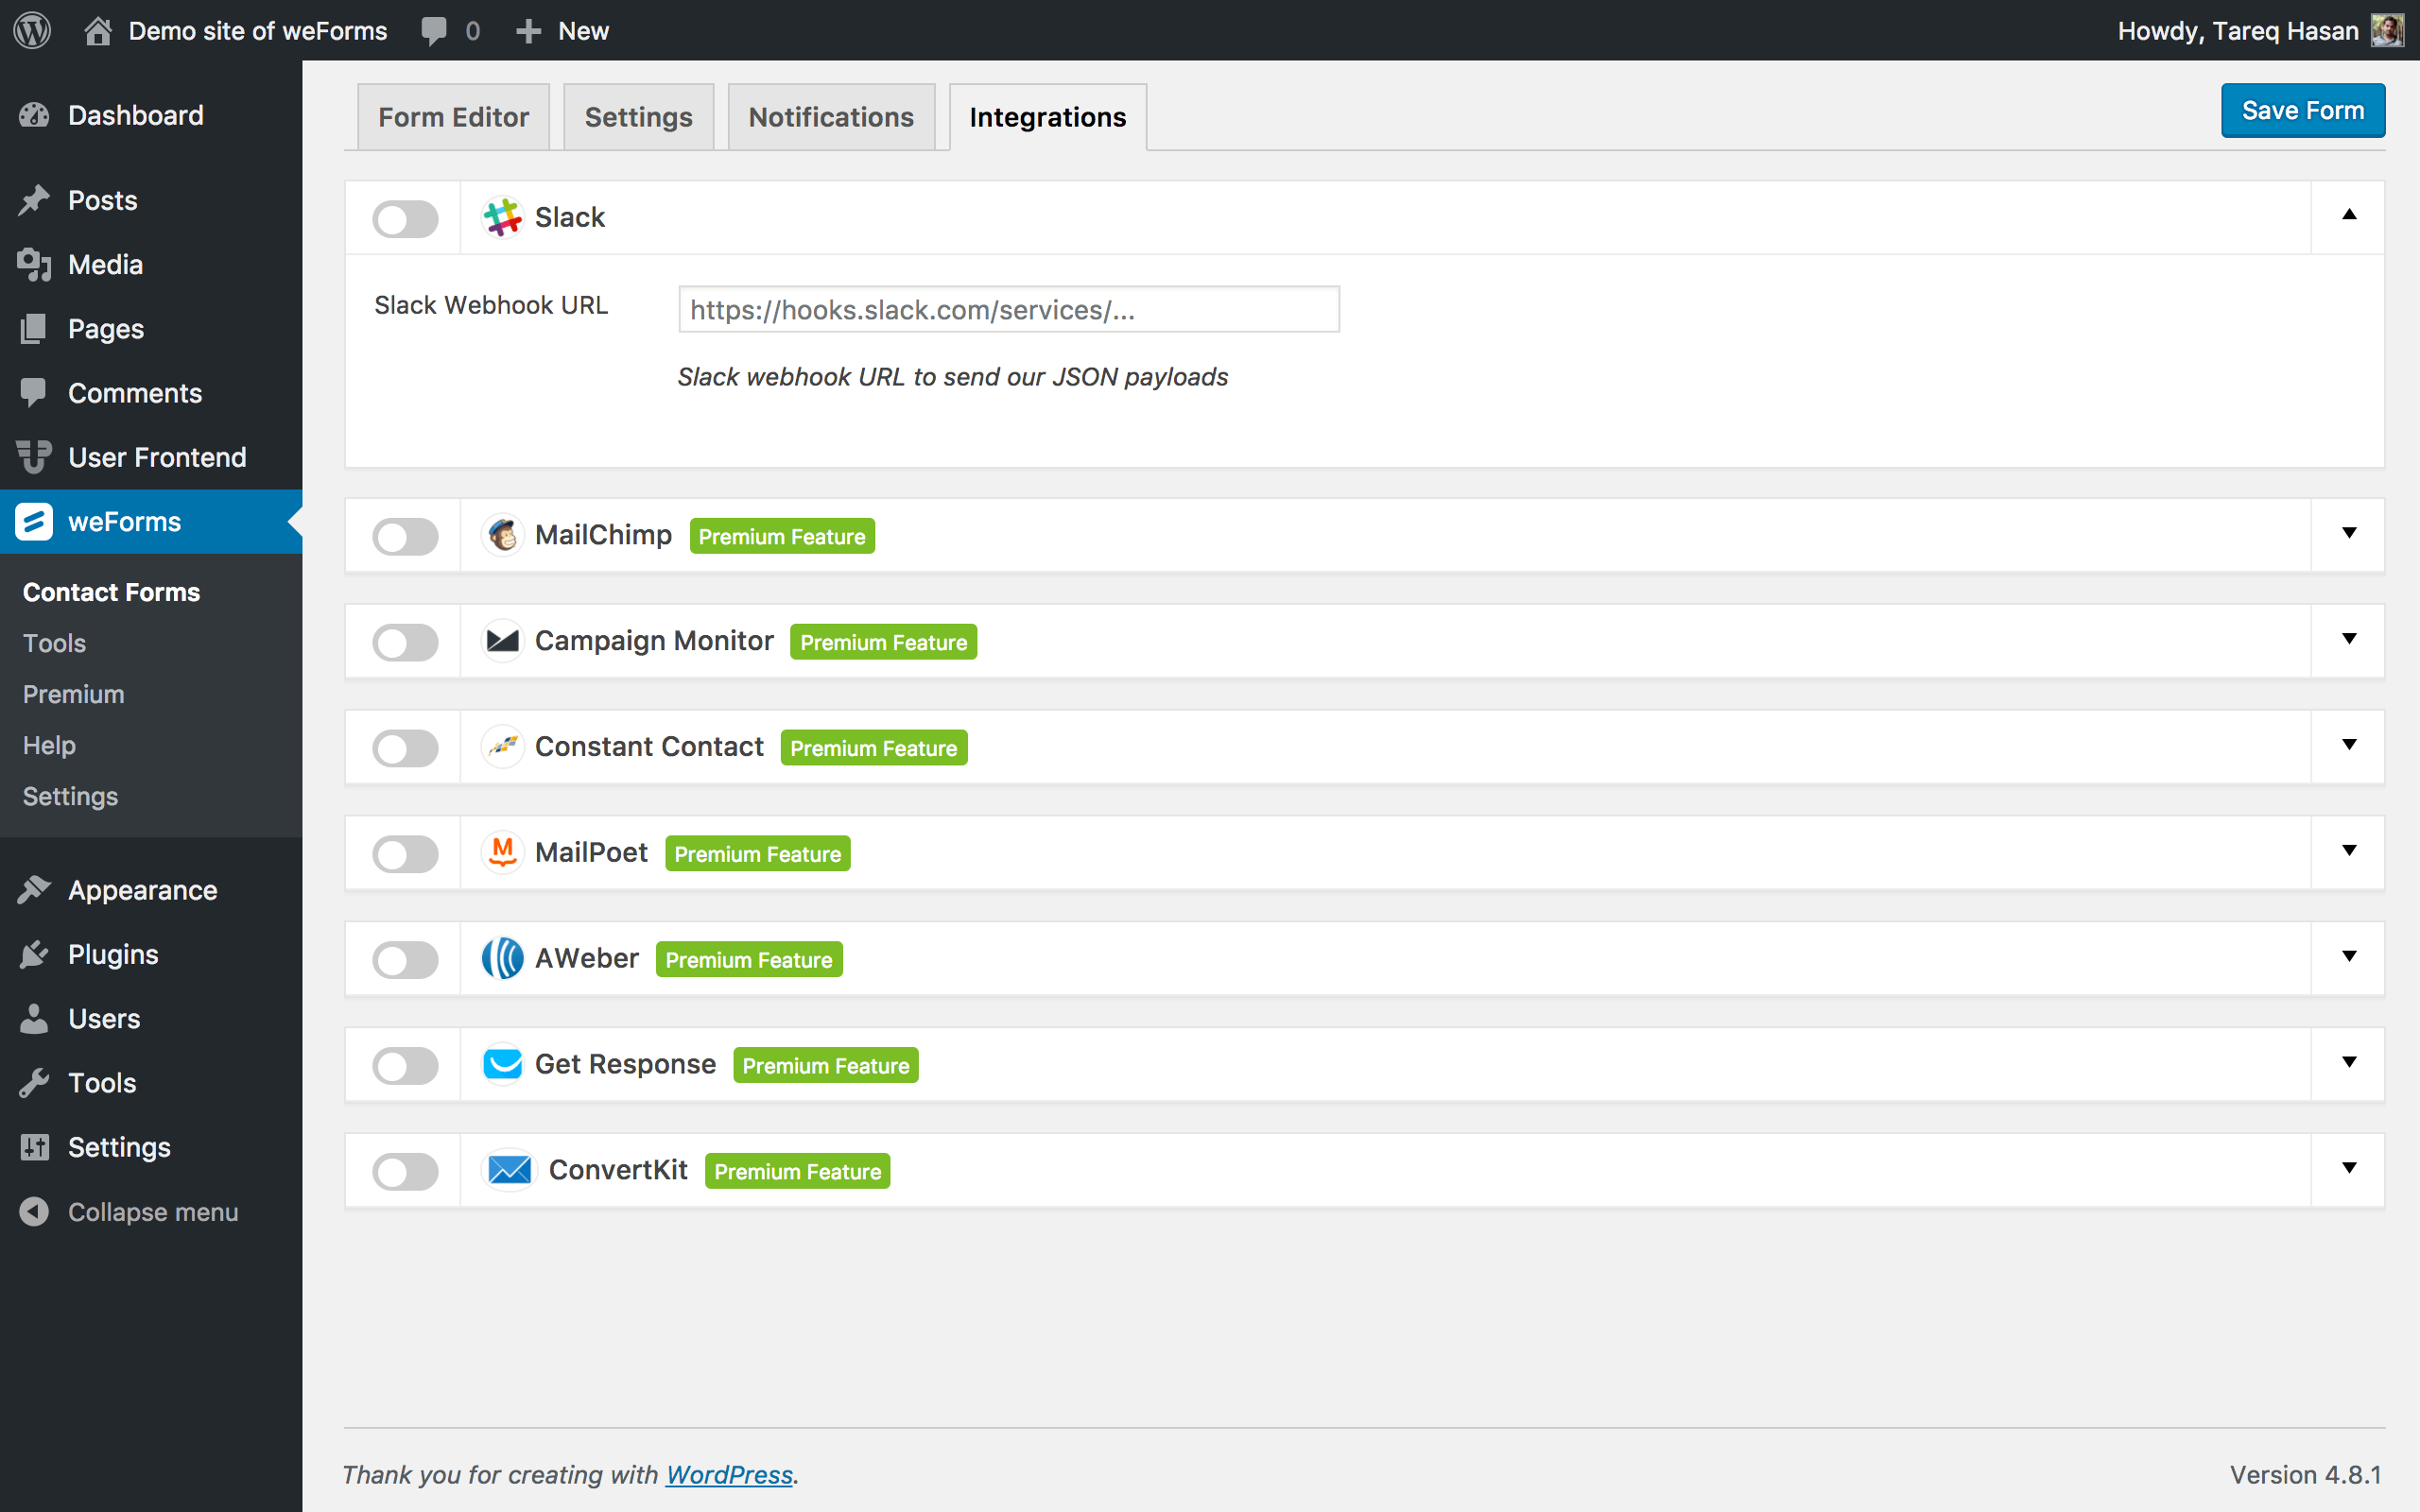 Demo site of weForms 0 New Howdy, Tareq Hasan
Dashboard
Posts
Media
Pages
Comments
User Frontend
weForms
Contact Forms
Tools
Premium
Help
Settings
Appearance
Plugins
Users
Tools
Settings
Collapse menu
Form Editor Settings Notifications Integrations Save Form
Slack
Slack Webhook URL https://hooks.slack.com/services/...
Slack webhook URL to send our JSON payloads
MailChimp Premium Feature
Campaign Monitor Premium Feature
Constant Contact Premium Feature
MailPoet Premium Feature
AWeber Premium Feature
Get Response Premium Feature
ConvertKit Premium Feature
Thank you for creating with WordPress. Version 4.8.1